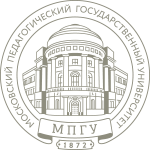 МОСКОВСКИЙ ПЕДАГОГИЧЕСКИЙ ГОСУДАРСТВЕННЫЙ УНИВЕРСИТЕТ
МПГУ
1872